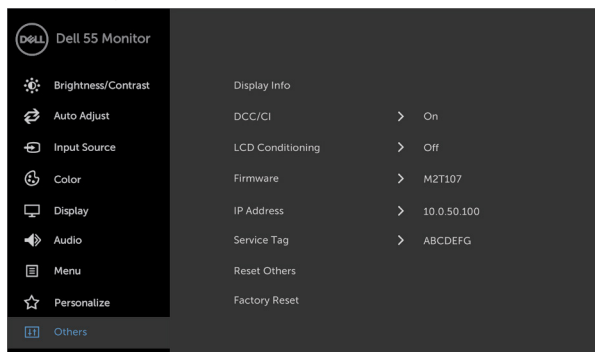 DELL Dell 55 Monitor
Brightness/Contrast
Auto Adjust
Input Source
Color
Display
Audio
Menu
Personalize
Others
Display Info
DCC/CI > On
LCD Conditioning > Off
Firmware > M2T107
IP Address > 10.0.50.100
Service Tag > ABCDEFG
Reset Others
Factory Reset